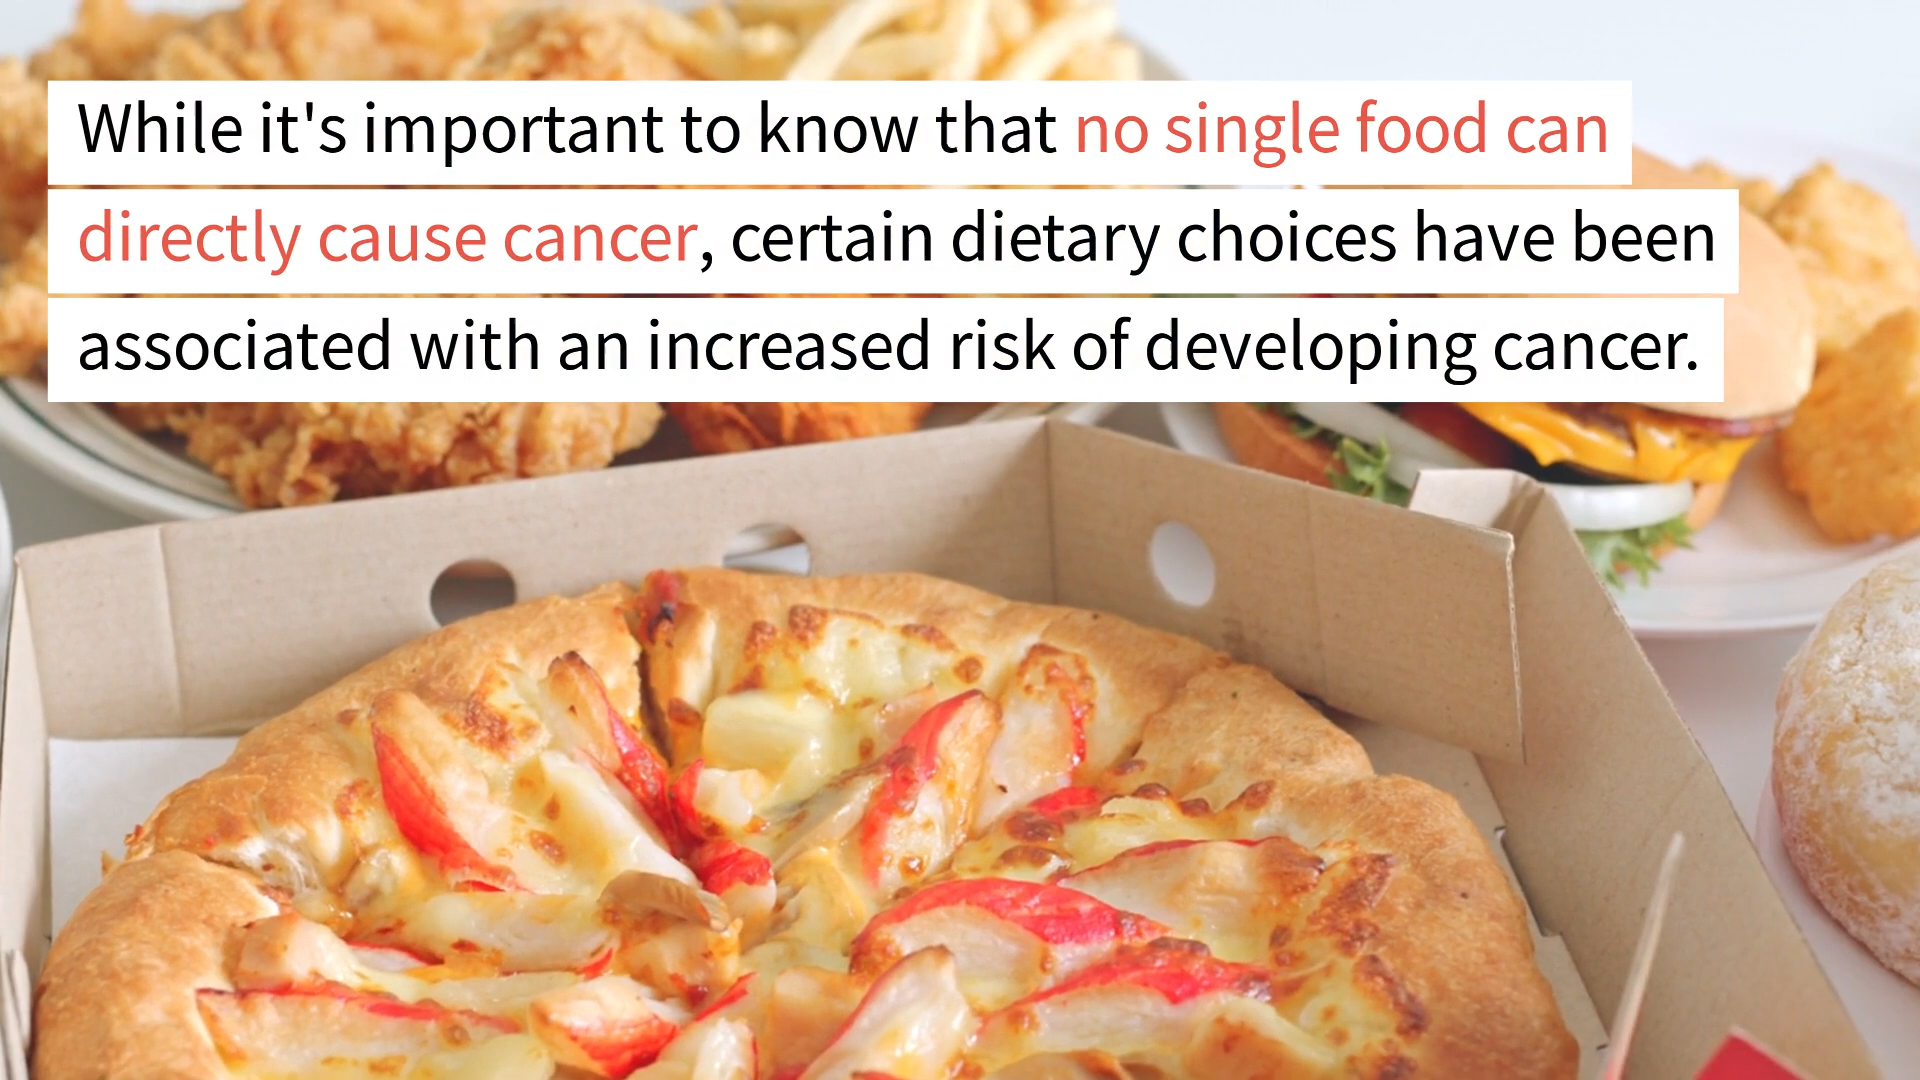 While it's important to know that no single food can
directly cause cancer, certain dietary choices have been
associated with an increased risk of developing cancer.